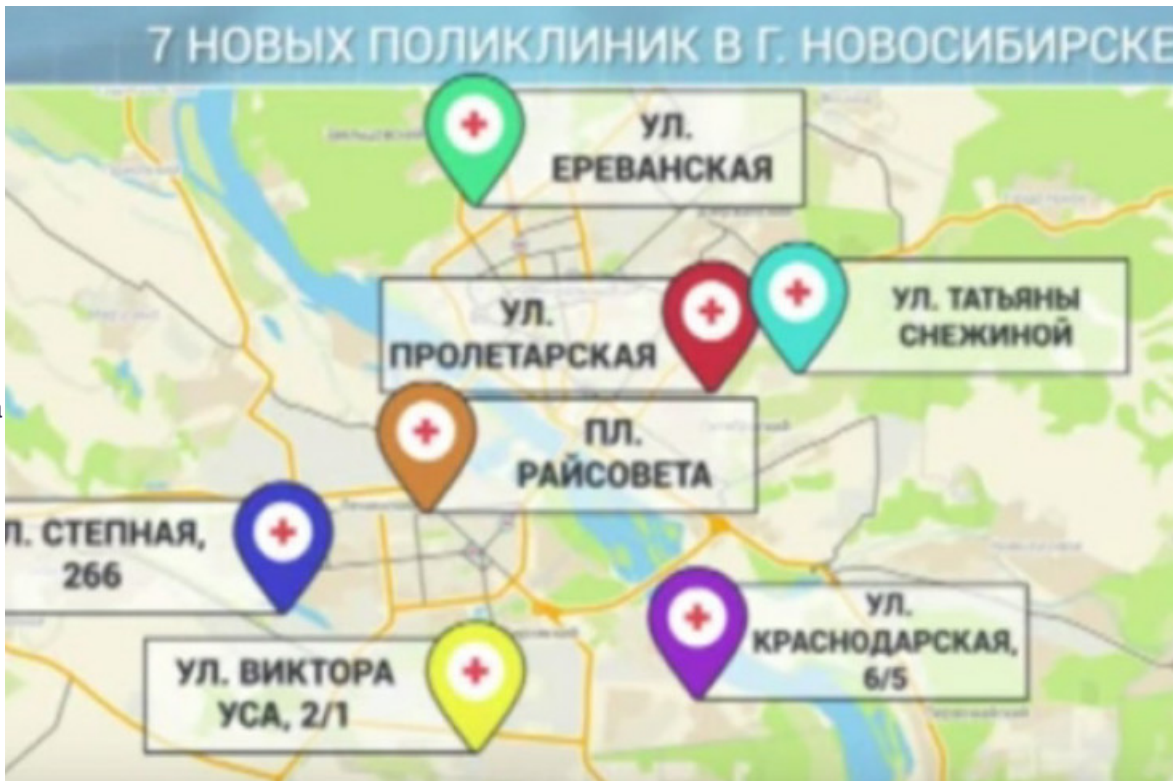 7 НОВЫХ ПОЛИКЛИНИК В Г. НОВОСИБИРСКЕ
УЛ.
ЕРЕВАНСКАЯ
УЛ. ТАТЬЯНЫ
СНЕЖИНОЙ
УЛ.
ПРОЛЕТАРСКАЯ
ПЛ.
РАЙСОВЕТА
Л. СТЕПНАЯ,
266
УЛ.
КРАСНОДАРСКАЯ,
6/5
УЛ. ВИКТОРА
УСА, 2/1